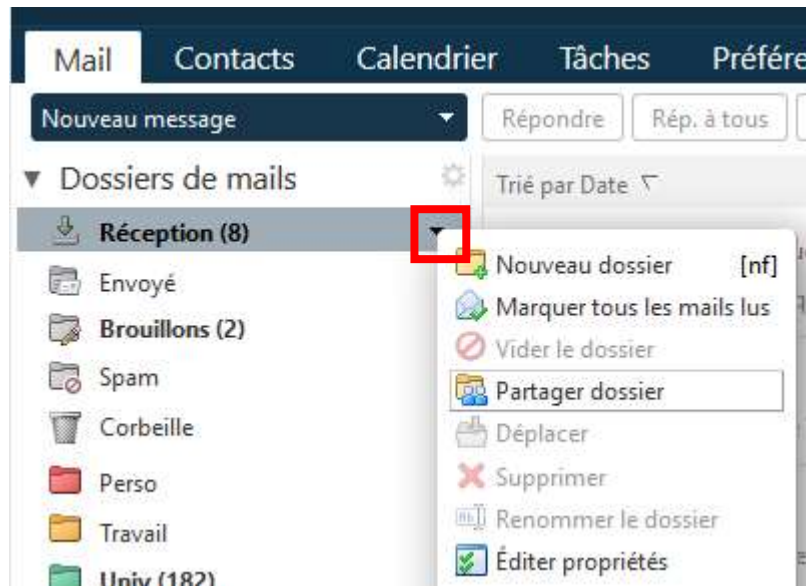 Mail Contacts Calendrier Tâches Préfére
Nouveau message Répondre Rép. à tous
Dossiers de mails
Trié par Date
Réception (8)
Envoyé
Brouillons (2)
Spam
Corbeille
Perso
Travail
Univ (182)
Nouveau dossier [nf]
Marquer tous les mails lus
Vider le dossier
Partager dossier
Déplacer
Supprimer
Renommer le dossier
Éditer propriétés